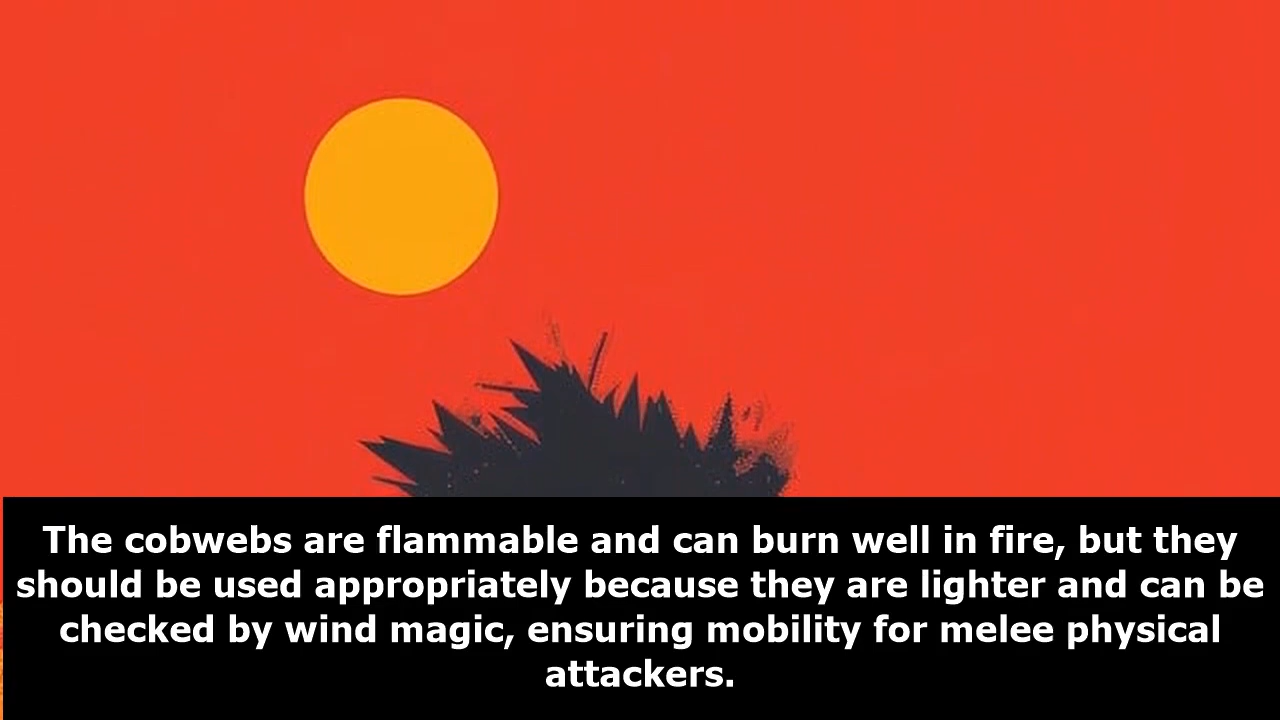 The cobwebs are flammable and can burn well in fire, but they
should be used appropriately because they are lighter and can be
checked by wind magic, ensuring mobility for melee physical
attackers.